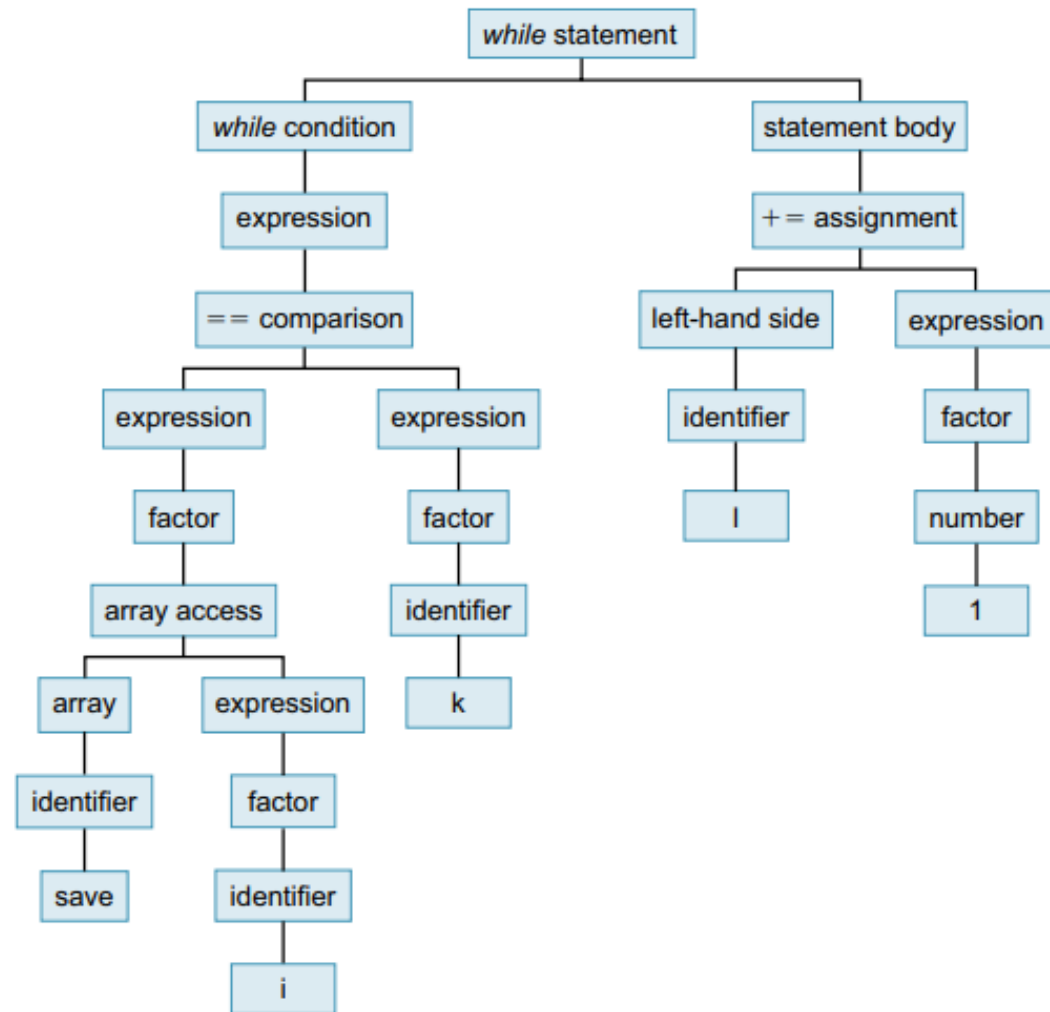 while statement
while condition
statement body
expression
+= assignment
== comparison
left-hand side
expression
expression
expression
identifier
factor
factor
factor
l
number
array access
identifier
1
array
expression
k
identifier
factor
save
identifier
i